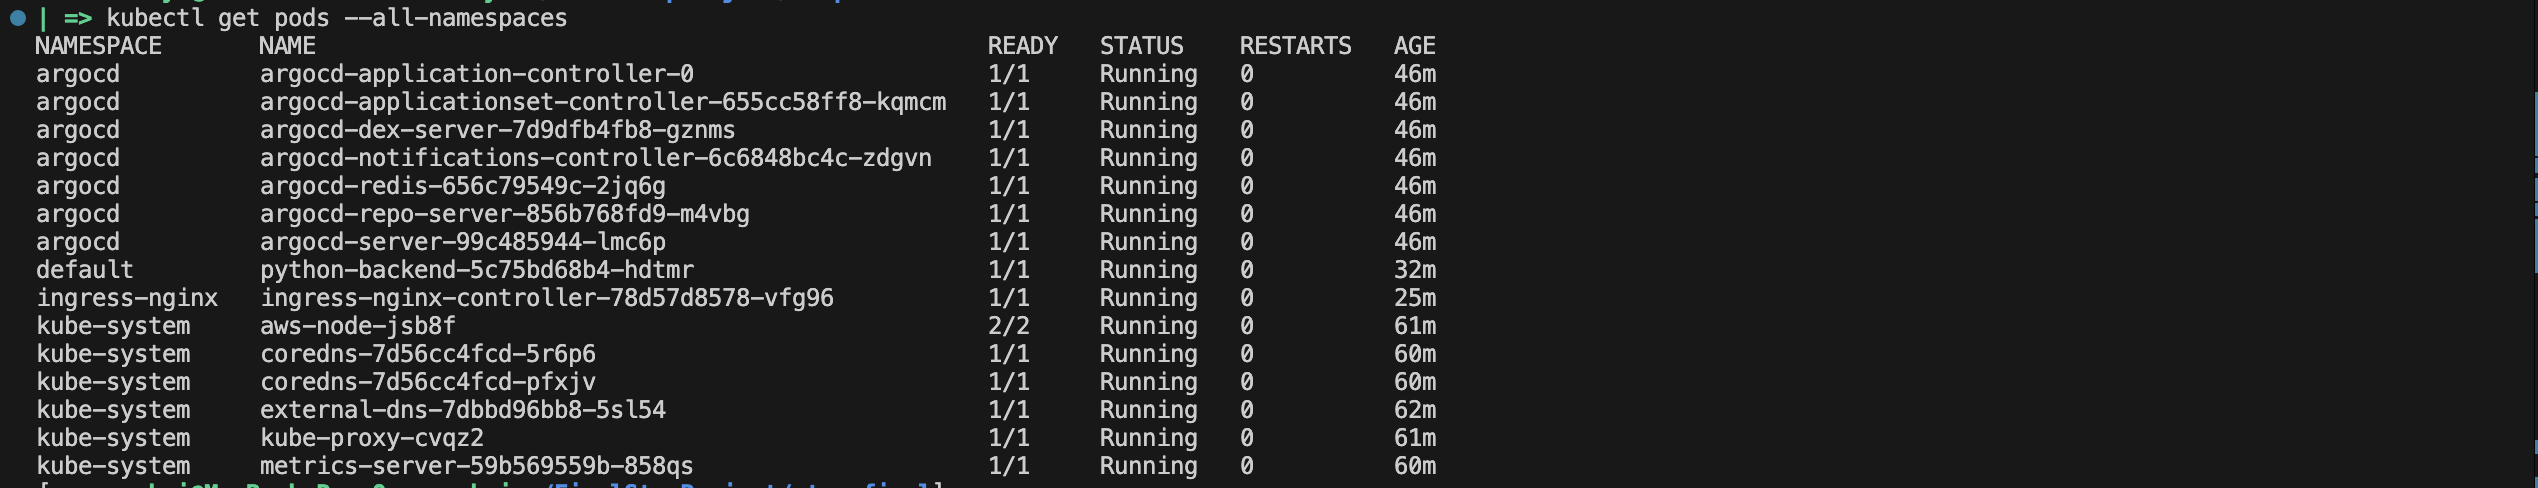 | => kubectl get pods --all-namespaces
NAMESPACE NAME READY STATUS RESTARTS AGE
argocd argocd-application-controller-0 1/1 Running 0 46m
argocd argocd-applicationset-controller-655cc58ff8-kqmcm 1/1 Running 0 46m
argocd argocd-dex-server-7d9dfb4fb8-gznms 1/1 Running 0 46m
argocd argocd-notifications-controller-6c6848bc4c-zdgvn 1/1 Running 0 46m
argocd argocd-redis-656c79549c-2jq6g 1/1 Running 0 46m
argocd argocd-repo-server-856b768fd9-m4vbg 1/1 Running 0 46m
argocd argocd-server-99c485944-lmc6p 1/1 Running 0 46m
default python-backend-5c75bd68b4-hdtmr 1/1 Running 0 32m
ingress-nginx ingress-nginx-controller-78d57d8578-vfg96 1/1 Running 0 25m
kube-system aws-node-jsb8f 2/2 Running 0 61m
kube-system coredns-7d56cc4fcd-5r6p6 1/1 Running 0 60m
kube-system coredns-7d56cc4fcd-pfxjv 1/1 Running 0 60m
kube-system external-dns-7dbbd96bb8-5sl54 1/1 Running 0 62m
kube-system kube-proxy-cvqz2 1/1 Running 0 61m
kube-system metrics-server-59b569559b-858qs 1/1 Running 0 60m